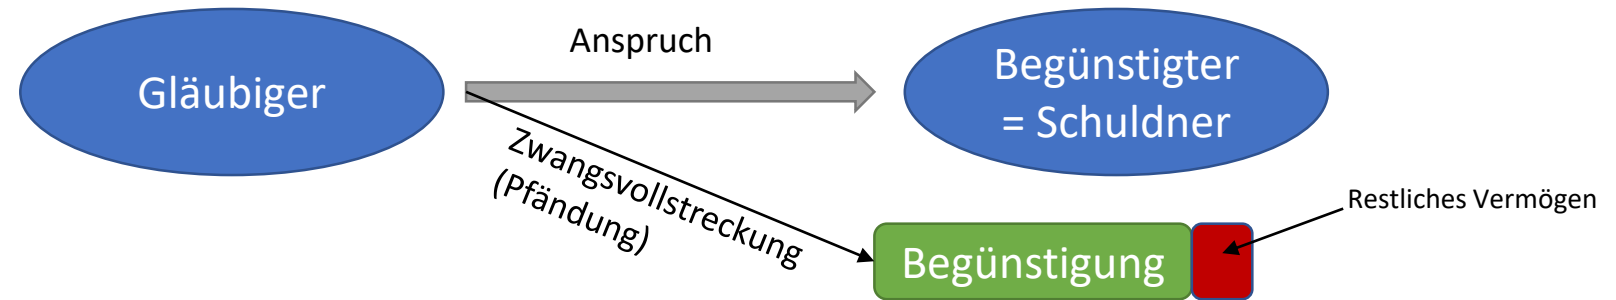 Gläubiger
Anspruch
Begünstigter
= Schuldner
Zwangsvollstreckung
(Pfändung)
Restliches Vermögen
Begünstigung